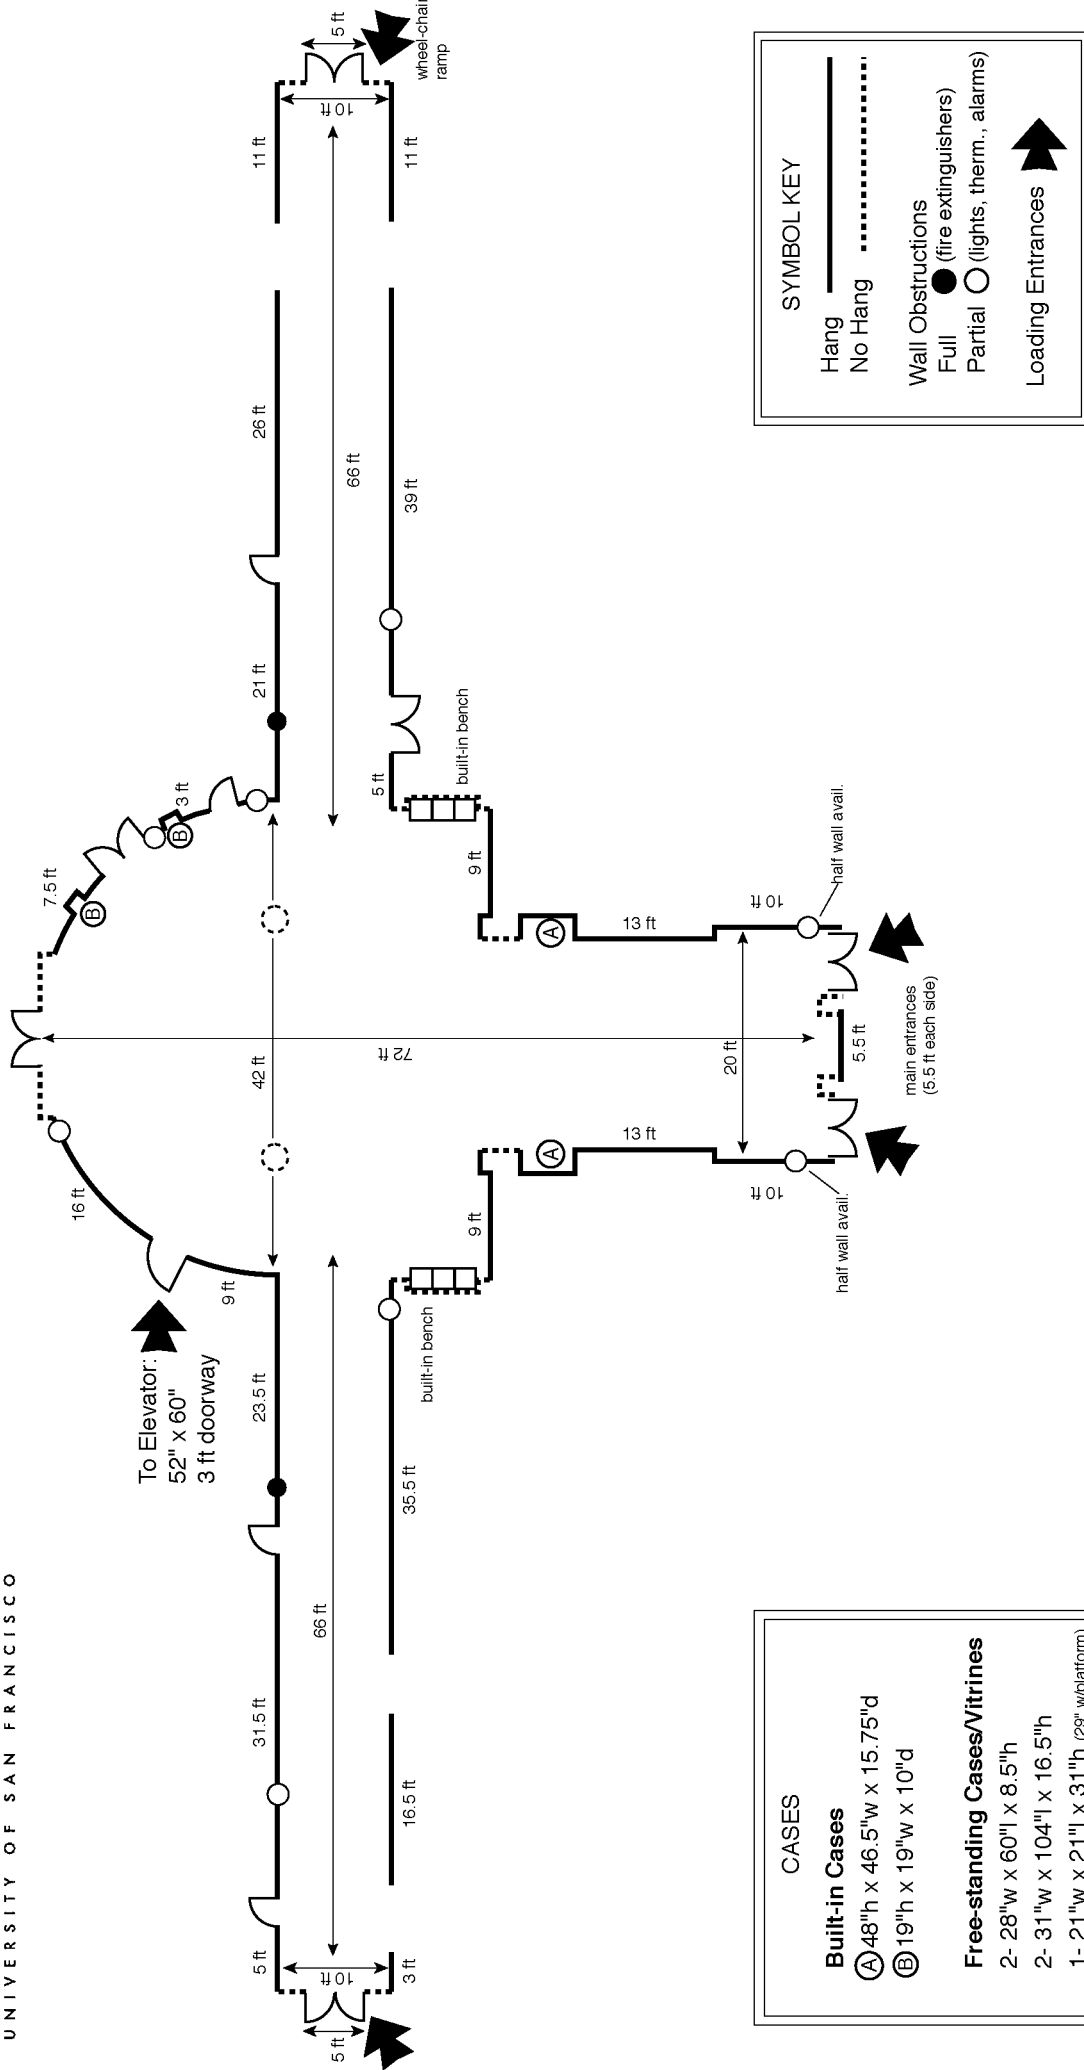 UNIVERSITY OF SAN FRANCISCO
To Elevator:
52" x 60"
3 ft doorway
16 ft
9 ft
7.5 ft
B
B
3 ft
5 ft
31.5 ft
23.5 ft
42 ft
21 ft
26 ft
11 ft
5 ft
10 ft
66 ft
72 ft
66 ft
10 ft
5 ft
wheel-chair
ramp
3 ft
16.5 ft
35.5 ft
built-in bench
5 ft
built-in bench
39 ft
11 ft
9 ft
9 ft
A
A
13 ft
13 ft
20 ft
10 ft
10 ft
half wall avail.
half wall avail.
5.5 ft
main entrances
(5.5 ft each side)
CASES
Built-in Cases
A 48"h x 46.5"w x 15.75"d
B 19"h x 19"w x 10"d
Free-standing Cases/Vitrines
2- 28"w x 60"l x 8.5"h
2- 31"w x 104"l x 16.5"h
1- 21"w x 21"l x 31"h (29" w/platform)
SYMBOL KEY
Hang
No Hang
Wall Obstructions
Full (fire extinguishers)
Partial (lights, therm., alarms)
Loading Entrances